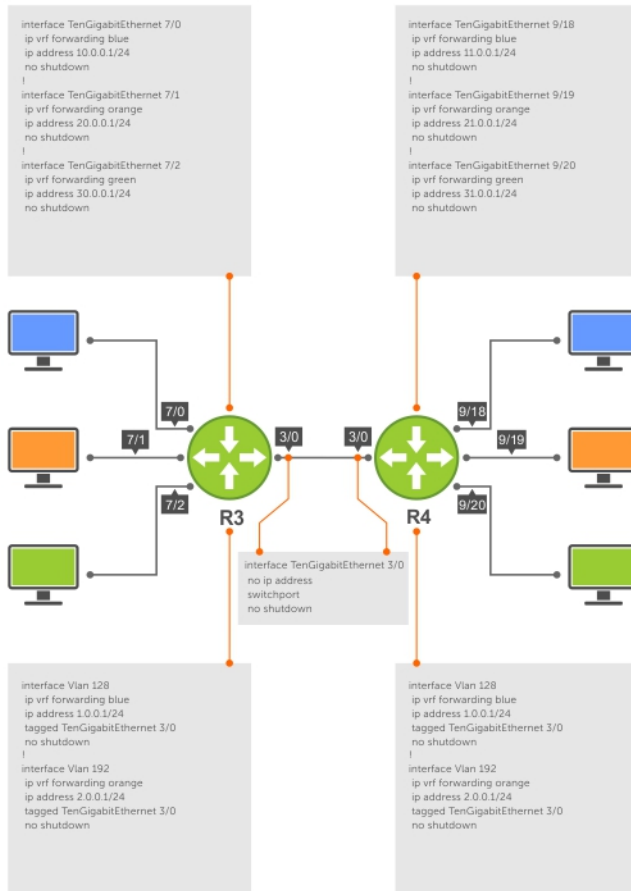 interface TenGigabitEthernet 7/0
ip vrf forwarding blue
ip address 10.0.0.1/24
no shutdown
!
interface TenGigabitEthernet 7/1
ip vrf forwarding orange
ip address 20.0.0.1/24
no shutdown
!
interface TenGigabitEthernet 7/2
ip vrf forwarding green
ip address 30.0.0.1/24
no shutdown
interface TenGigabitEthernet 9/18
ip vrf forwarding blue
ip address 11.0.0.1/24
no shutdown
!
interface TenGigabitEthernet 9/19
ip vrf forwarding orange
ip address 21.0.0.1/24
no shutdown
!
interface TenGigabitEthernet 9/20
ip vrf forwarding green
ip address 31.0.0.1/24
no shutdown
7/0
7/1
7/2
3/0
3/0
9/18
9/19
9/20
R3
R4
interface TenGigabitEthernet 3/0
no ip address
switchport
no shutdown
interface Vlan 128
ip vrf forwarding blue
ip address 1.0.0.1/24
tagged TenGigabitEthernet 3/0
no shutdown
!
interface Vlan 192
ip vrf forwarding orange
ip address 2.0.0.1/24
tagged TenGigabitEthernet 3/0
no shutdown
interface Vlan 128
ip vrf forwarding blue
ip address 1.0.0.1/24
tagged TenGigabitEthernet 3/0
no shutdown
!
interface Vlan 192
ip vrf forwarding orange
ip address 2.0.0.1/24
tagged TenGigabitEthernet 3/0
no shutdown